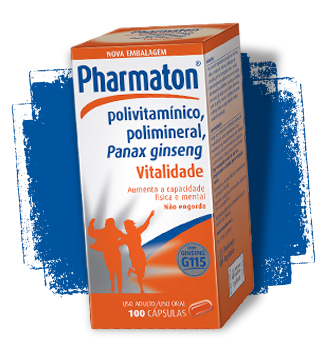 NOVA EMBALAGEM
Pharmaton®
polivitamínico,
polimineral,
Panax ginseng
Vitalidade
Aumenta a capacidade
física e mental
Não engorda
GINSENG
G115
USO ADULTO/USO ORAL
100 CÁPSULAS